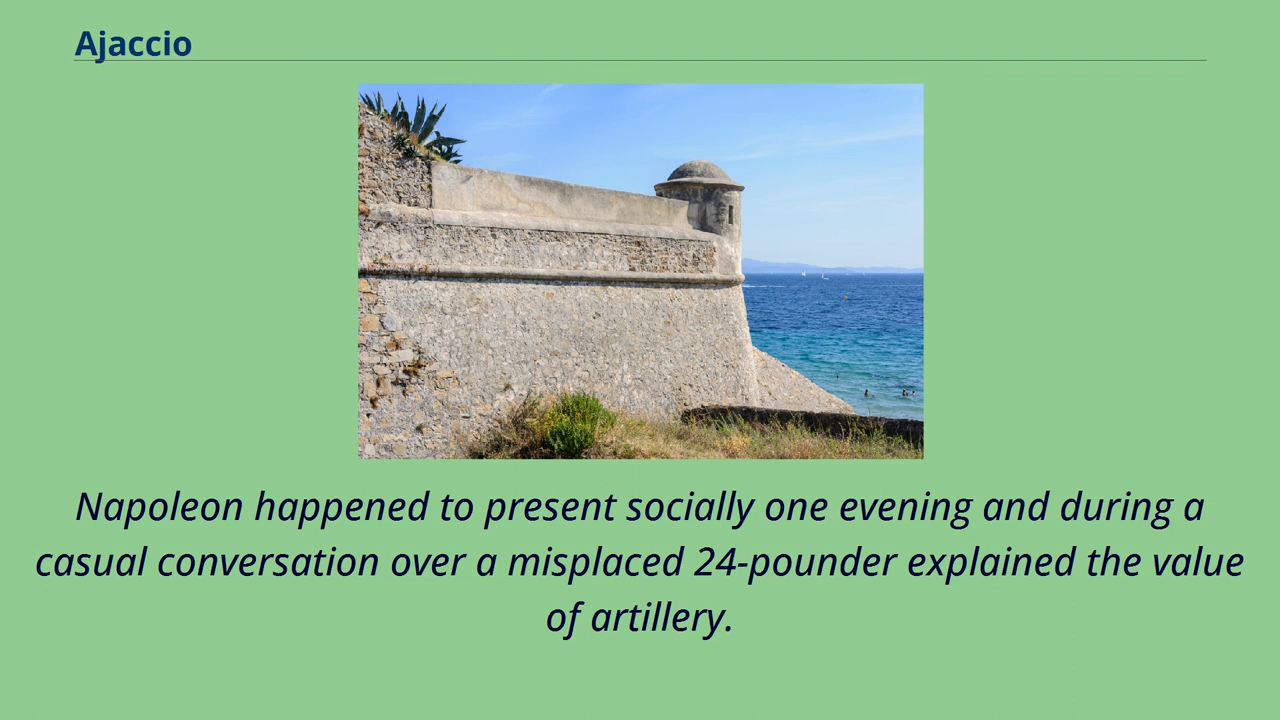 Ajaccio
Napoleon happened to present socially one evening and during a
casual conversation over a misplaced 24-pounder explained the value
of artillery.